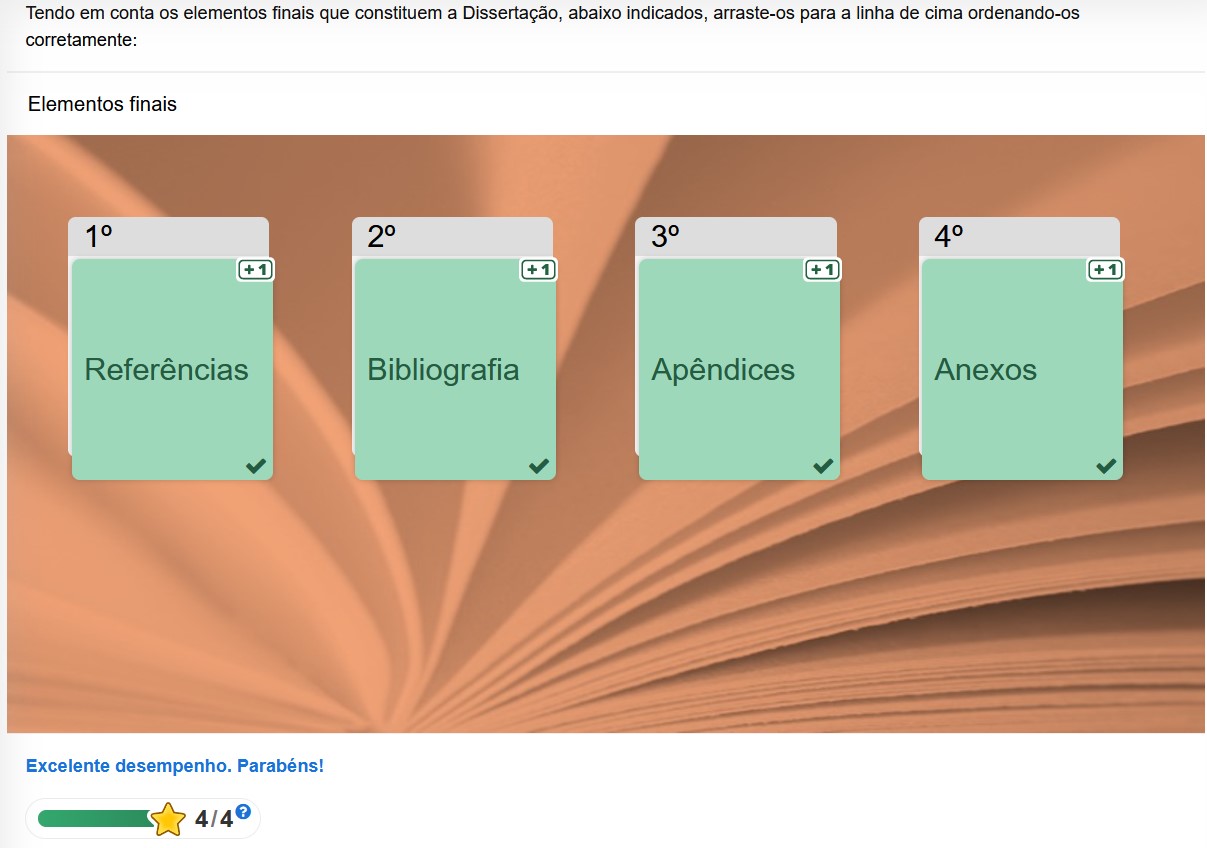 Tendo em conta os elementos finais que constituem a Dissertação, abaixo indicados, arraste-os para a linha de cima ordenando-os
corretamente:
Elementos finais
1º
2º
3º
4º
+1
+1
+1
+1
Referências
Bibliografia
Apêndices
Anexos
Excelente desempenho. Parabéns!
4/4
?